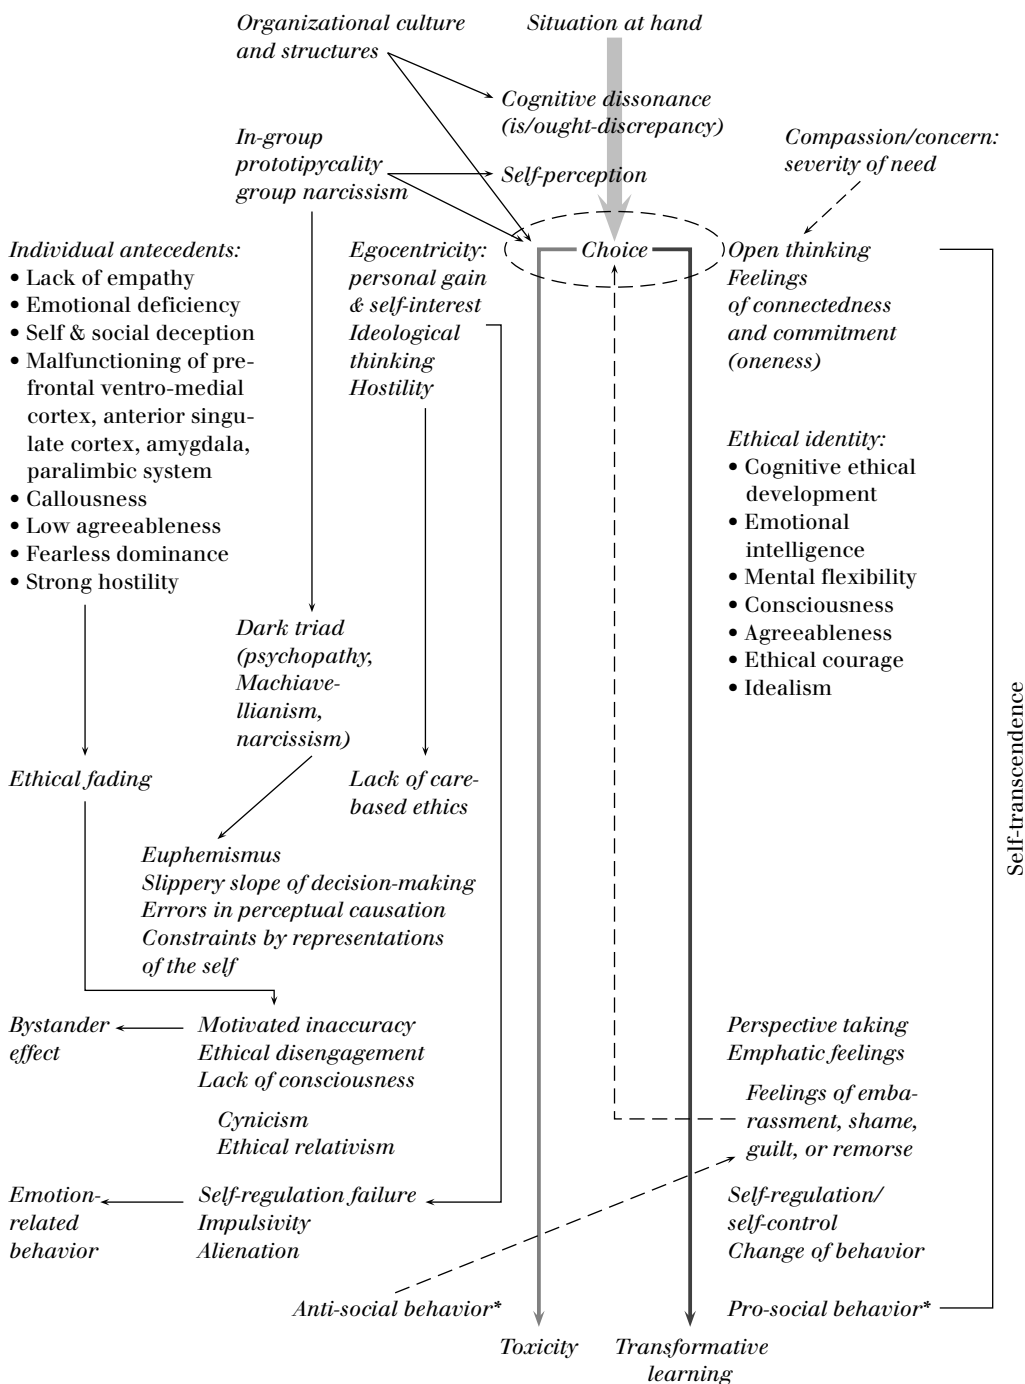 Organizational culture
and structures
Situation at hand
Cognitive dissonance
(is/ought-discrepancy)
In-group
prototipycality
group narcissism
Self-perception
Compassion/concern:
severity of need
Individual antecedents:
• Lack of empathy
• Emotional deficiency
• Self & social deception
• Malfunctioning of pre-
frontal ventro-medial
cortex, anterior singu-
late cortex, amygdala,
paralimbic system
• Callousness
• Low agreeableness
• Fearless dominance
• Strong hostility
Egocentricity:
personal gain
& self-interest
Ideological
thinking
Hostility
Choice
Open thinking
Feelings
of connectedness
and commitment
(oneness)
Ethical identity:
• Cognitive ethical
development
• Emotional
intelligence
• Mental flexibility
• Consciousness
• Agreeableness
• Ethical courage
• Idealism
Self-transcendence
Dark triad
(psychopathy,
Machiave-
llianism,
narcissism)
Ethical fading
Lack of care-
based ethics
Euphemismus
Slippery slope of decision-making
Errors in perceptual causation
Constraints by representations
of the self
Bystander
effect
Motivated inaccuracy
Ethical disengagement
Lack of consciousness
Cynicism
Ethical relativism
Perspective taking
Emphatic feelings
Feelings of emba-
rassment, shame,
guilt, or remorse
Emotion-
related
behavior
Self-regulation failure
Impulsivity
Alienation
Self-regulation/
self-control
Change of behavior
Anti-social behavior*
Pro-social behavior*
Toxicity
Transformative
learning